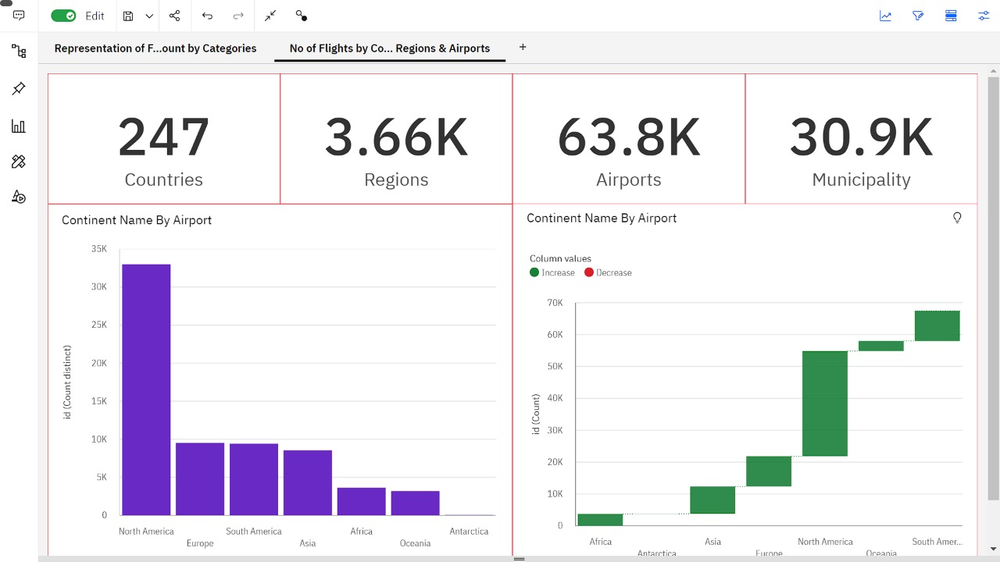 Edit
Representation of F...ount by Categories
No of Flights by Co... Regions & Airports
+
247
Countries
3.66K
Regions
63.8K
Airports
30.9K
Municipality
Continent Name By Airport
35K
30K
25K
20K
15K
10K
5K
0
id (Count distinct)
North America
Europe
South America
Asia
Africa
Oceania
Antarctica
Continent Name By Airport
Column values
Increase
Decrease
70K
60K
50K
40K
30K
20K
10K
0
id (Count)
Africa
Antarctica
Asia
Europe
North America
Oceania
South Amer...